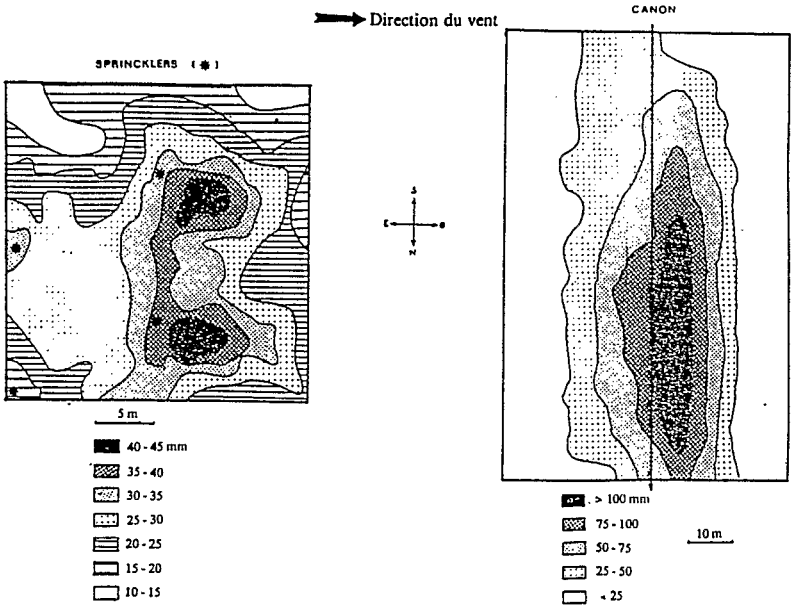 CANON
Direction du vent
SPRINCKLERS ( * )
S
E
N
5 m
40 - 45 mm
35 - 40
30 - 35
25 - 30
20 - 25
15 - 20
10 - 15
> 100 mm
75 - 100
50 - 75
25 - 50
< 25
10 m